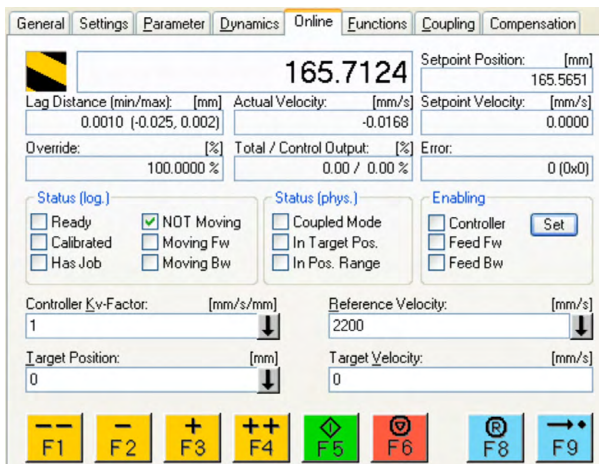 General Settings Parameter Dynamics Online Functions Coupling Compensation
165.7124
Setpoint Position: [mm]
165.5651
Lag Distance (min/max): [mm] Actual Velocity: [mm/s] Setpoint Velocity: [mm/s]
0.0010 (-0.025, 0.002) -0.0168 0.0000
Override: [%] Total / Control Output: [%] Error:
100.0000 % 0.00 / 0.00 % 0 (0x0)
Status (log.) Status (phys.) Enabling
Ready NOT Moving Coupled Mode Controller Set
Calibrated Moving Fw In Target Pos. Feed Fw
Has Job Moving Bw In Pos. Range Feed Bw
Controller Kv-Factor: [mm/s/mm] Reference Velocity: [mm/s]
1 2200
Target Position: [mm] Target Velocity: [mm/s]
0 0
-- - + ++ R
F1 F2 F3 F4 F5 F6 F8 F9